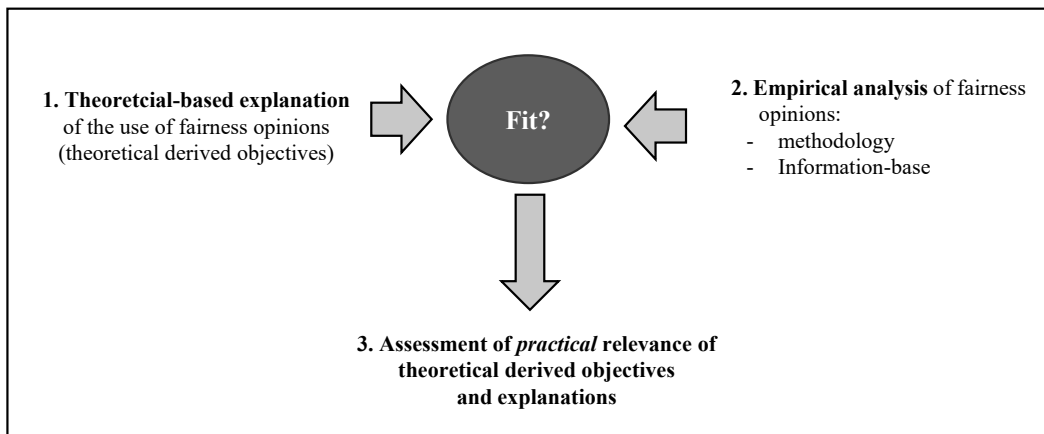 1. Theoretcial-based explanation
of the use of fairness opinions
(theoretical derived objectives)
Fit?
2. Empirical analysis of fairness
opinions:
- methodology
- Information-base
3. Assessment of practical relevance of
theoretical derived objectives
and explanations